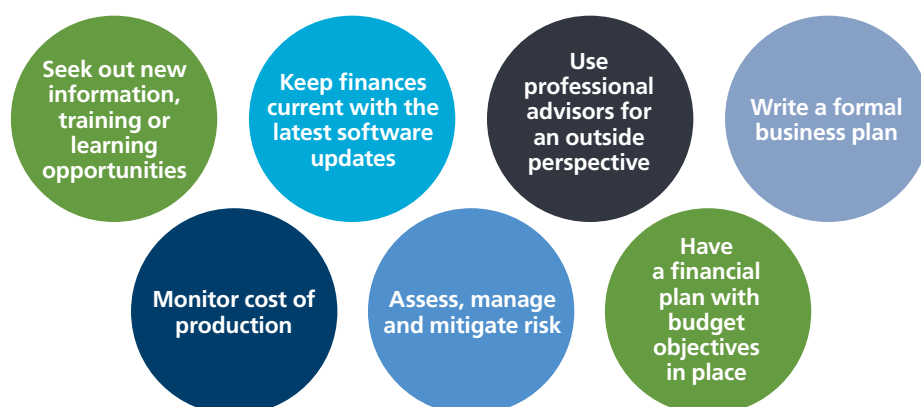 Seek out new
information,
training or
learning
opportunities
Keep finances
current with the
latest software
updates
Use
professional
advisors for
an outside
perspective
Write a formal
business plan
Monitor cost of
production
Assess, manage
and mitigate risk
Have
a financial
plan with
budget
objectives
in place